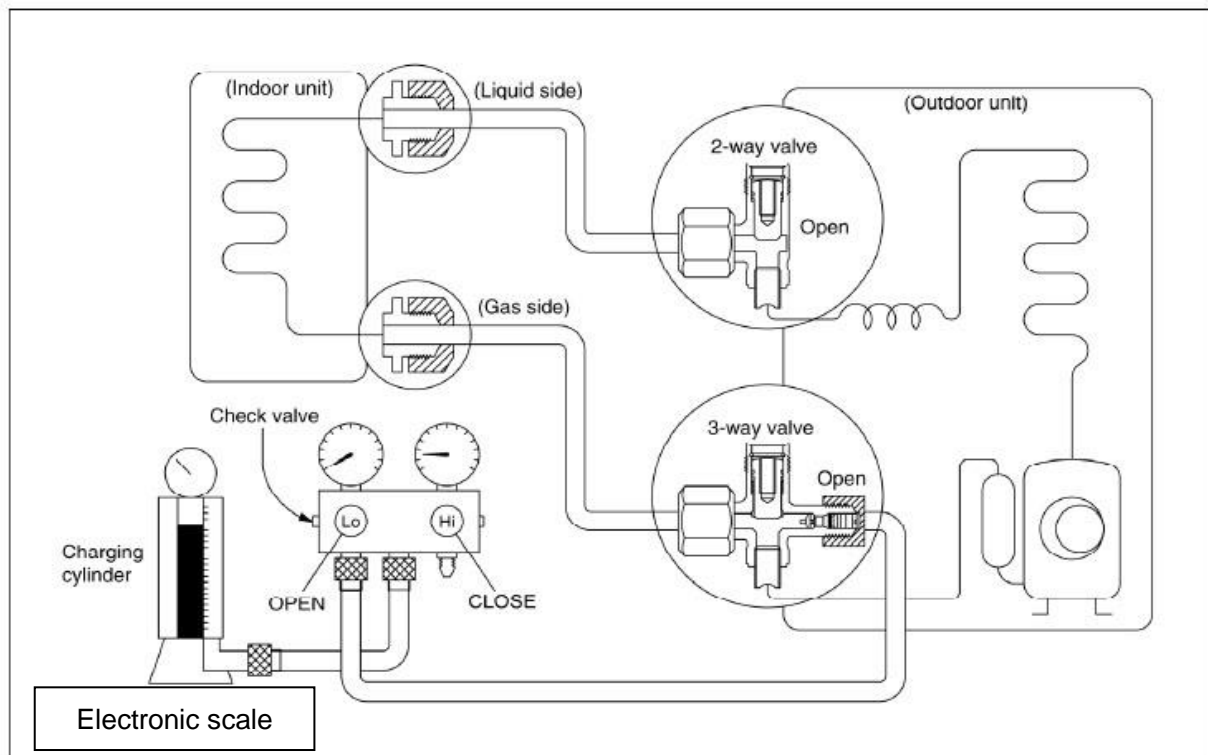 (Indoor unit)
(Liquid side)
(Outdoor unit)
2-way valve
Open
(Gas side)
Check valve
3-way valve
Open
Lo
Hi
Charging
cylinder
OPEN
CLOSE
Electronic scale